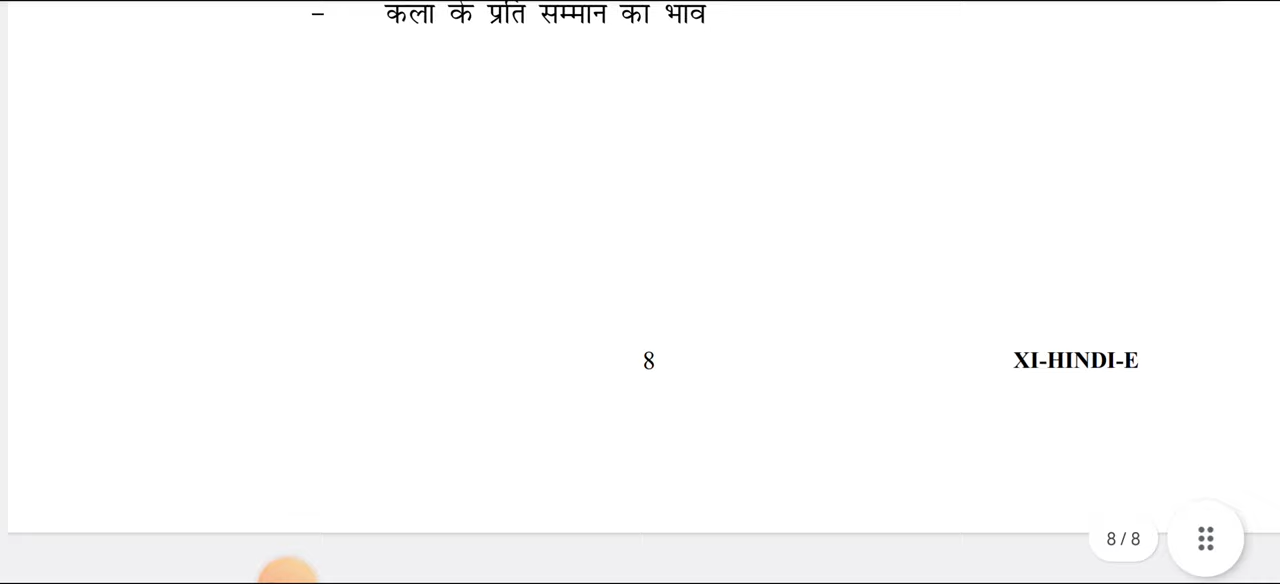 – कला के प्रति सम्मान का भाव
8 XI-HINDI-E
8 / 8